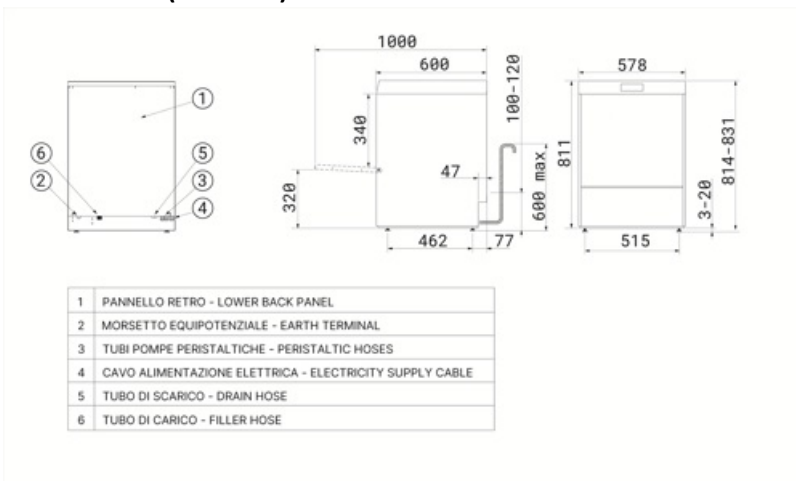 1000
600
578
100-120
1
340
811
814-831
6
5
47
600 max
2
3
320
3-20
4
462
77
515
1 PANNELLO RETRO - LOWER BACK PANEL
2 MORSETTO EQUIPOTENZIALE - EARTH TERMINAL
3 TUBI POMPE PERISTALTICHE - PERISTALTIC HOSES
4 CAVO ALIMENTAZIONE ELETTRICA - ELECTRICITY SUPPLY CABLE
5 TUBO DI SCARICO - DRAIN HOSE
6 TUBO DI CARICO - FILLER HOSE